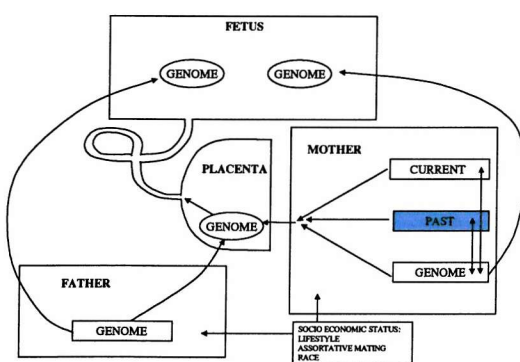 FETUS
GENOME
GENOME
PLACENTA
GENOME
MOTHER
CURRENT
PAST
GENOME
FATHER
GENOME
SOCIO ECONOMIC STATUS:
LIFESTYLE
ASSORTATIVE MATING
RACE